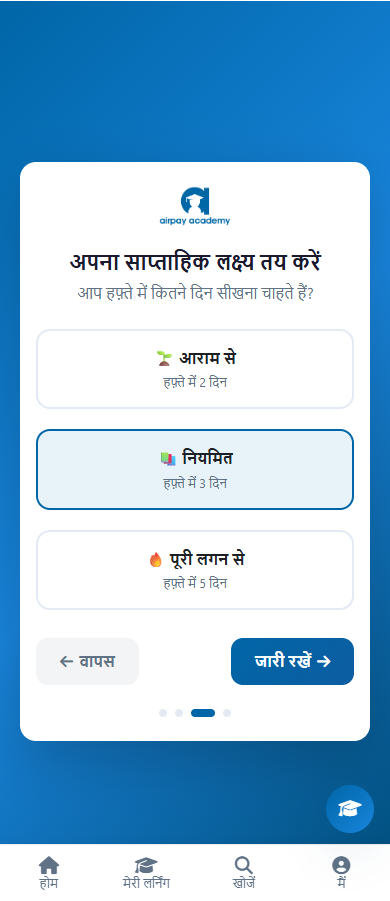 airpay academy
अपना साप्ताहिक लक्ष्य तय करें
आप हफ़्ते में कितने दिन सीखना चाहते हैं?
🌱 आराम से
हफ़्ते में 2 दिन
📚 नियमित
हफ़्ते में 3 दिन
🔥 पूरी लगन से
हफ़्ते में 5 दिन
← वापस
जारी रखें →
होम
मेरी लर्निंग
खोजें
मैं